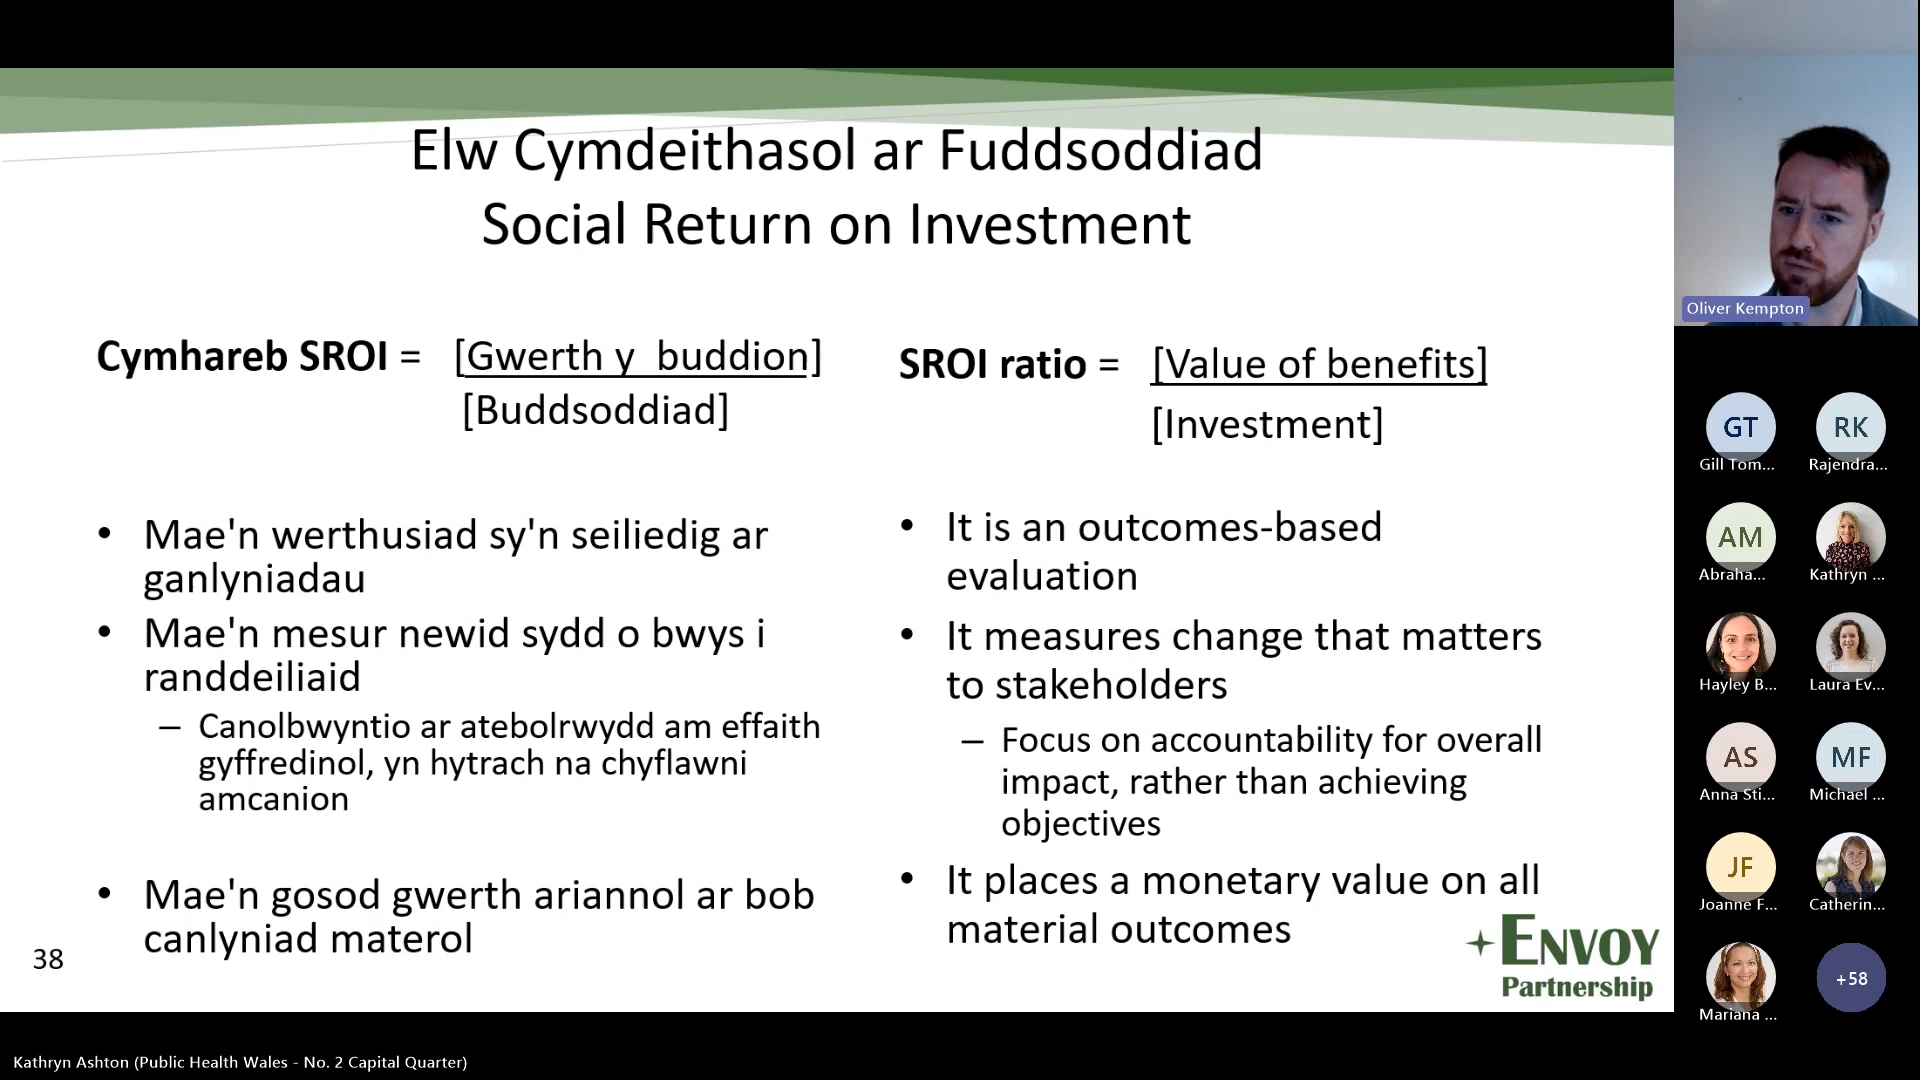 Elw Cymdeithasol ar Fuddsoddiad
Social Return on Investment
Cymhareb SROI = [Gwerth y buddion]
[Buddsoddiad]
• Mae'n werthusiad sy'n seiliedig ar
ganlyniadau
• Mae'n mesur newid sydd o bwys i
randdeiliaid
– Canolbwyntio ar atebolrwydd am effaith
gyffredinol, yn hytrach na chyflawni
amcanion
• Mae'n gosod gwerth ariannol ar bob
canlyniad materol
SROI ratio = [Value of benefits]
[Investment]
• It is an outcomes-based
evaluation
• It measures change that matters
to stakeholders
– Focus on accountability for overall
impact, rather than achieving
objectives
• It places a monetary value on all
material outcomes
38
ENVOY
Partnership
Oliver Kempton
GT
Gill Tom...
RK
Rajendra...
AM
Abraha...
Kathryn ...
Hayley B...
Laura Ev...
AS
Anna Sti...
MF
Michael ...
JF
Joanne F...
Catherin...
Mariana ...
+58
Kathryn Ashton (Public Health Wales - No. 2 Capital Quarter)